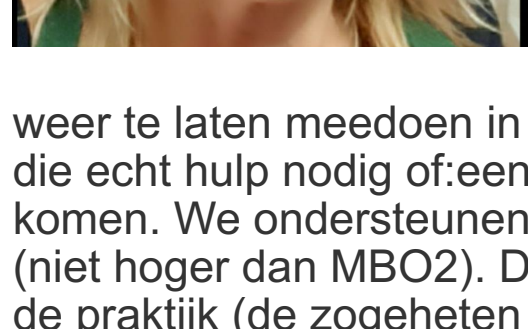 weer te laten meedoen in
die echt hulp nodig of:een
komen. We ondersteunen
(niet hoger dan MBO2). D
de praktijk (de zogeheten